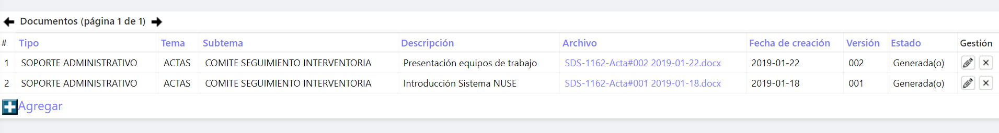 Documentos (página 1 de 1)
# Tipo Tema Subtema Descripción Archivo Fecha de creación Versión Estado Gestión
1 SOPORTE ADMINISTRATIVO ACTAS COMITE SEGUIMIENTO INTERVENTORIA Presentación equipos de trabajo SDS-1162-Acta#002 2019-01-22.docx 2019-01-22 002 Generada(o)
2 SOPORTE ADMINISTRATIVO ACTAS COMITE SEGUIMIENTO INTERVENTORIA Introducción Sistema NUSE SDS-1162-Acta#001 2019-01-18.docx 2019-01-18 001 Generada(o)
Agregar